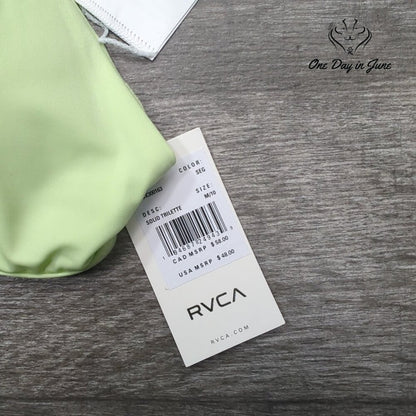 One Day in June
COLOR:
SEG
DESC:
SOLID TRILETTE
SIZE:
M/10
CAD MSRP $ 58.00
USA MSRP $ 48.00
RVCA
RVCA.COM